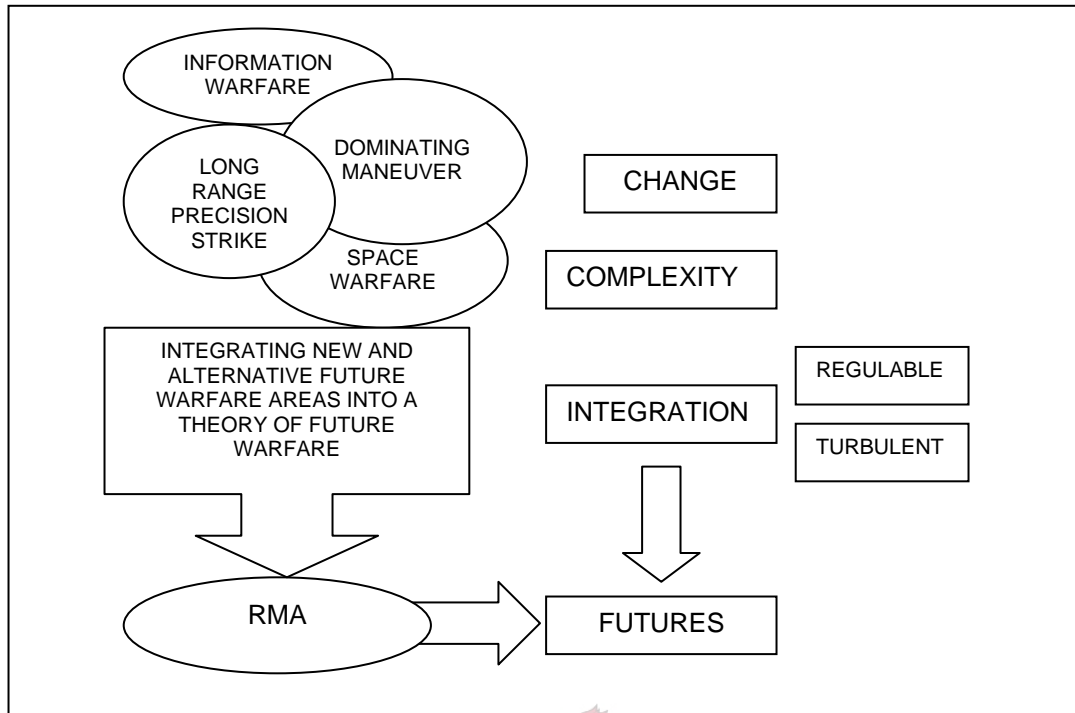 INFORMATION
WARFARE
DOMINATING
MANEUVER
LONG
RANGE
PRECISION
STRIKE
SPACE
WARFARE
INTEGRATING NEW AND
ALTERNATIVE FUTURE
WARFARE AREAS INTO A
THEORY OF FUTURE
WARFARE
RMA
CHANGE
COMPLEXITY
INTEGRATION
REGULABLE
TURBULENT
FUTURES